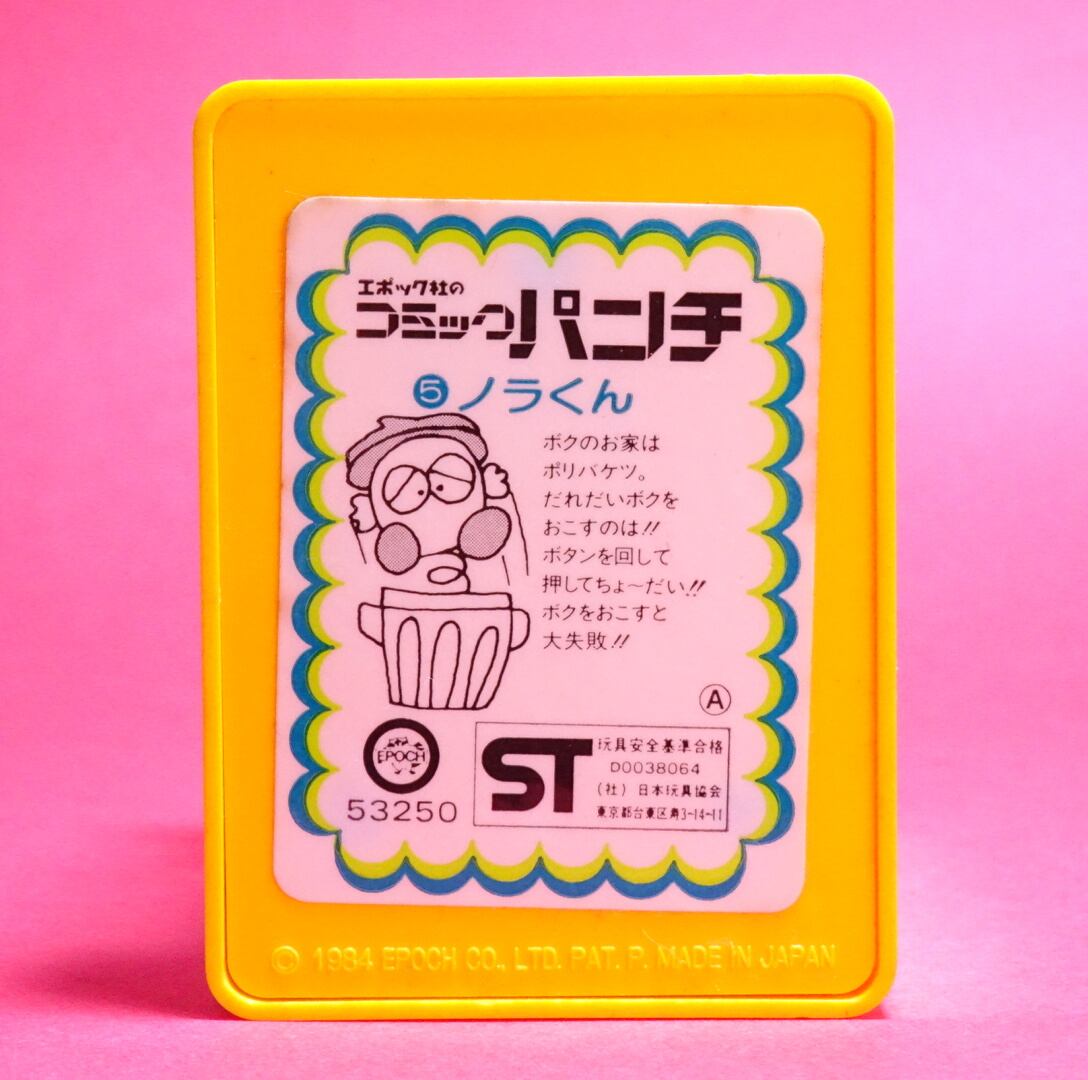 エポック社の
コミックパンチ
⑤ノラくん
ボクのお家は
ポリバケツ。
だれだいボクを
おこすのは!!
ボタンを回して
押してちょ〜だい!!
ボクをおこすと
大失敗!!
Ⓐ
EPOCH
53250
ST
玩具安全基準合格
D0038064
(社) 日本玩具協会
東京都台東区寿3-14-11
© 1984 EPOCH CO., LTD. PAT. P. MADE IN JAPAN